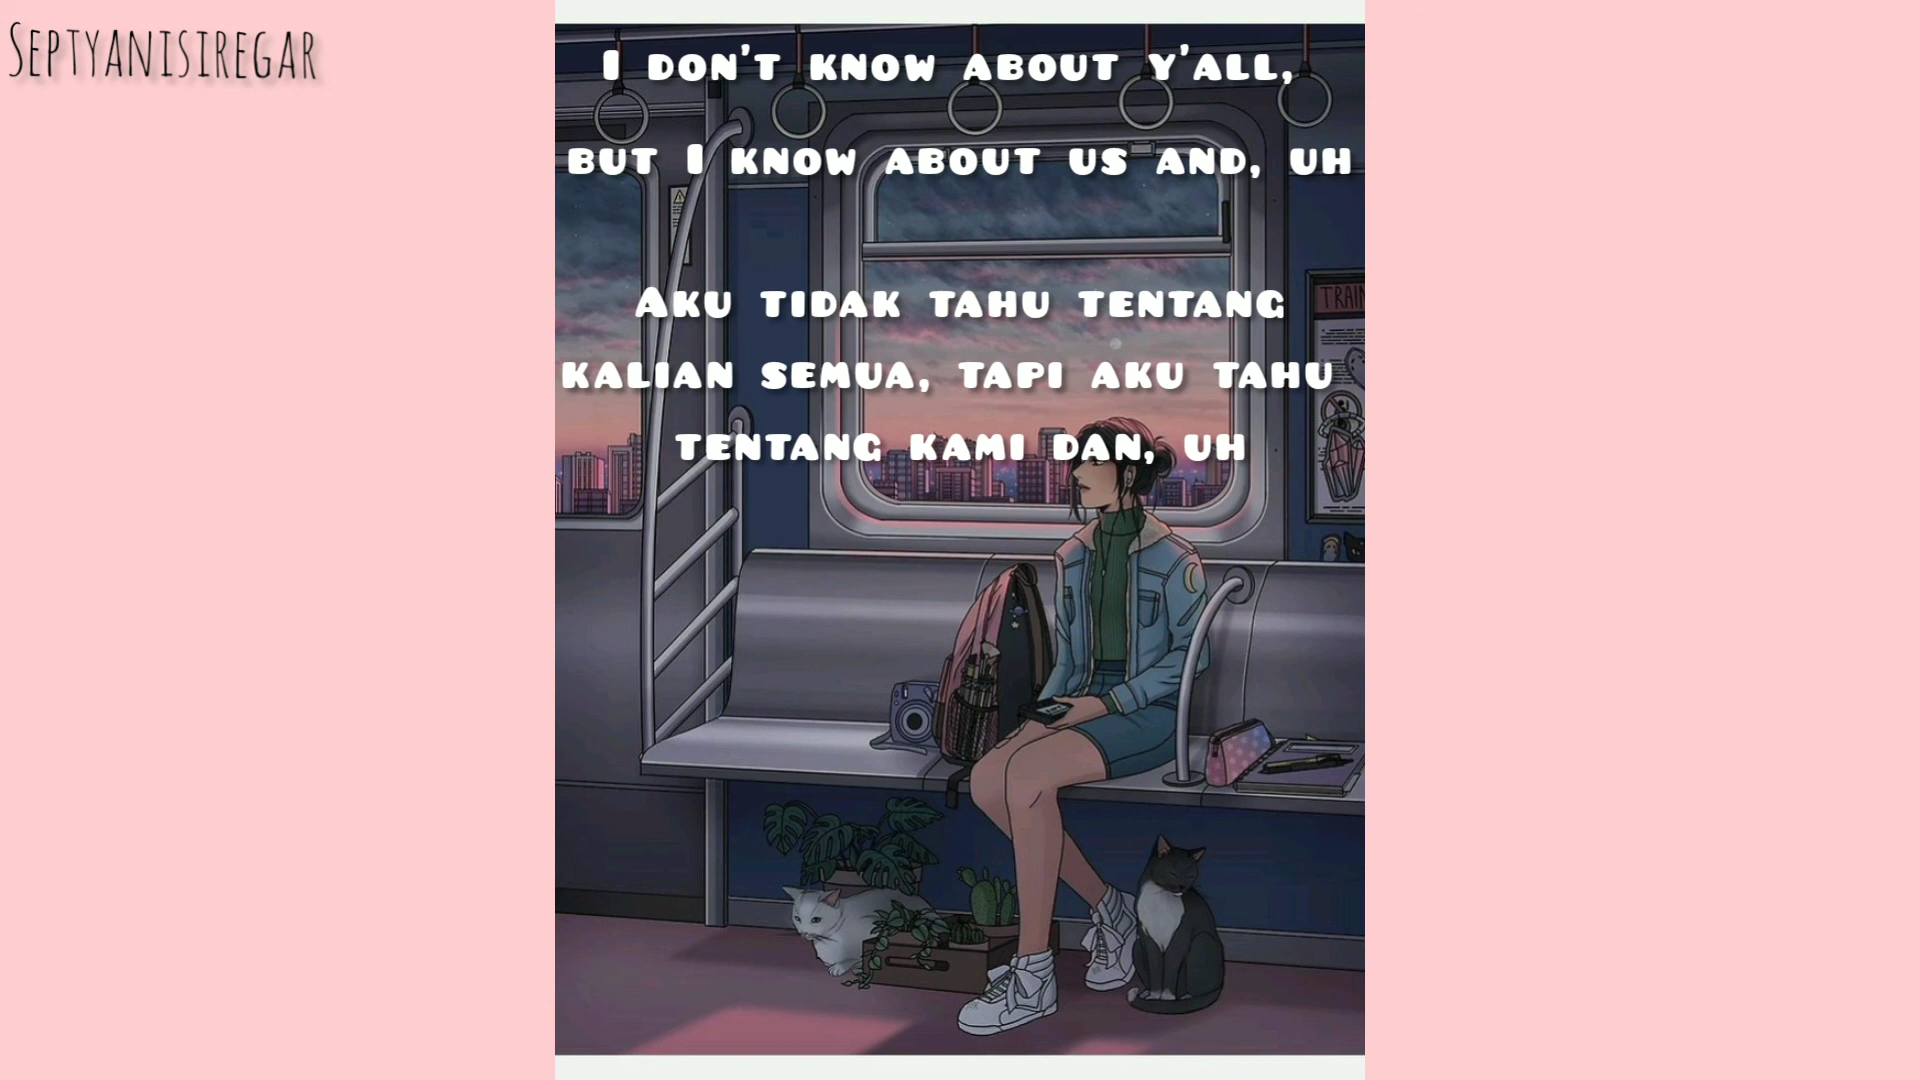 SEPTYANISIREGAR
I DON'T KNOW ABOUT Y'ALL,
BUT I KNOW ABOUT US AND, UH
AKU TIDAK TAHU TENTANG
KALIAN SEMUA, TAPI AKU TAHU
TENTANG KAMI DAN, UH
TRAIN